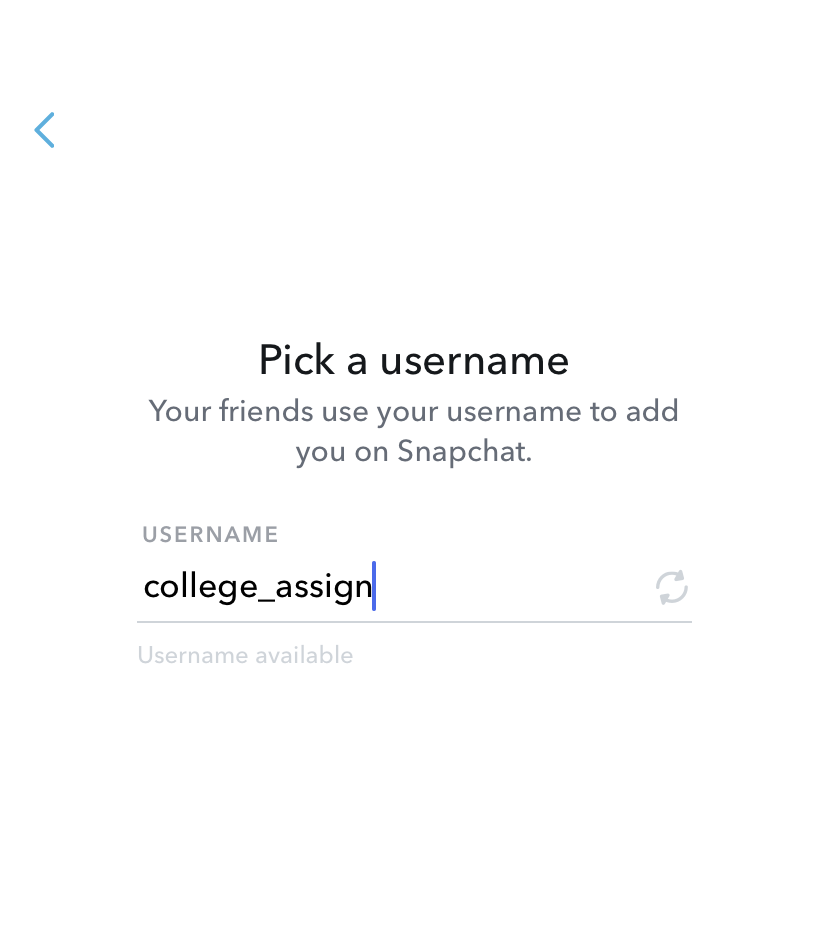 Pick a username
Your friends use your username to add
you on Snapchat.
USERNAME
college_assign
Username available